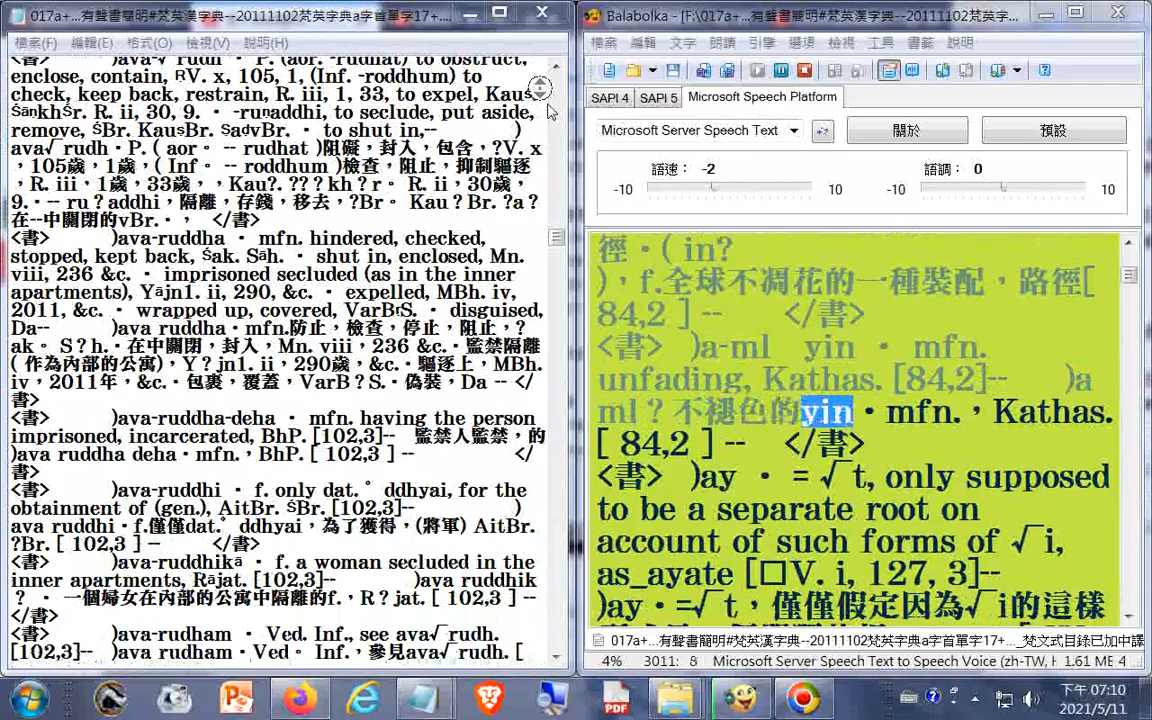 017a+...有聲書簡明#梵英漢字典--20111102梵英字典a字首單字17+...
檔案(F) 編輯(E) 格式(O) 檢視(V) 說明(H)
enclose, contain, RV. x, 105, 1, (Inf. -roddhum) to
check, keep back, restrain, R. iii, 1, 33, to expel, Kauś.
ŚāṅkhŚr. R. ii, 30, 9. ‧ -ruṇaddhi, to seclude, put aside,
remove, ŚBr. KausBr. ṢaḍvBr. ‧ to shut in,-- )
ava√ rudh‧P. ( aor。 -- rudhat )阻礙，封入，包含，?V. x
，105歲，1歲，( Inf。 -- roddhum )檢查，阻止，抑制驅逐
，R. iii，1歲，33歲，，Kau?. ???kh？r。 R. ii，30歲，
9.‧-- ru？addhi，隔離，存錢，移去，?Br。 Kau？Br. ?a？
在--中關閉的vBr.‧， </書>
<書> )ava-ruddha ‧ mfn. hindered, checked,
stopped, kept back, Śak. Sāh. ‧ shut in, enclosed, Mn.
viii, 236 &c. ‧ imprisoned secluded (as in the inner
apartments), Yājn1. ii, 290, &c. ‧ expelled, MBh. iv,
2011, &c. ‧ wrapped up, covered, VarBṛS. ‧ disguised,
Da-- )ava ruddha‧mfn.防止，檢查，停止，阻止，?
ak。 S？h.‧在中關閉，封入，Mn. viii，236 &c.‧監禁隔離
( 作為內部的公寓)，Y？jn1. ii，290歲，&c.‧驅逐上，MBh.
iv，2011年，&c.‧包裹，覆蓋，VarB？S.‧偽裝，Da -- </
書>
<書> )ava-ruddha-deha ‧ mfn. having the person
imprisoned, incarcerated, BhP. [102,3]-- 監禁人監禁，的
)ava ruddha deha‧mfn.，BhP. [ 102,3 ] -- </
書>
<書> )ava-ruddhi ‧ f. only dat. ° ddhyai, for the
obtainment of (gen.), AitBr. ŚBr. [102,3]-- )
ava ruddhi‧f.僅僅dat.° ddhyai，為了獲得，(將軍) AitBr.
?Br. [ 102,3 ] -- </書>
<書> )ava-ruddhikā ‧ f. a woman secluded in the
inner apartments, Rājat. [102,3]-- )ava ruddhik
？ ‧ 一個婦女在內部的公寓中隔離的f.，R？jat. [ 102,3 ] --
</書>
<書> )ava-rudham ‧ Ved. Inf., see ava√rudh.
[102,3]-- )ava-rudham‧Ved。 Inf.，參見ava√rudh. [
Balabolka - [F:\017a+...有聲書簡明#梵英漢字典--20111102梵英字...
檔案 編輯 文字 朗讀 引擎 選項 檢視 工具 書籤 說明
SAPI 4 SAPI 5 Microsoft Speech Platform
Microsoft Server Speech Text 關於 預設
語速： -2 語調： 0
-10 10 -10 10
徑‧( in?
)，f.全球不凋花的一種裝配，路徑[
84,2 ] -- </書>
<書> )a-ml yin ‧ mfn.
unfading, Kathas. [84,2]-- )a
ml？不褪色的yin‧mfn.，Kathas.
[ 84,2 ] -- </書>
<書> )ay ‧ =√t, only supposed
to be a separate root on
account of such forms of √i,
as_ayate [□V. i, 127, 3]--
)ay‧=√t，僅僅假定因為√i的這樣
017a+...有聲書簡明#梵英漢字典--20111102梵英字典a字首單字17+..._梵文式目錄已加中譯
4% 3011: 8 Microsoft Server Speech Text to Speech Voice (zh-TW, H 1.61 MB 4
下午 07:10
2021/5/11